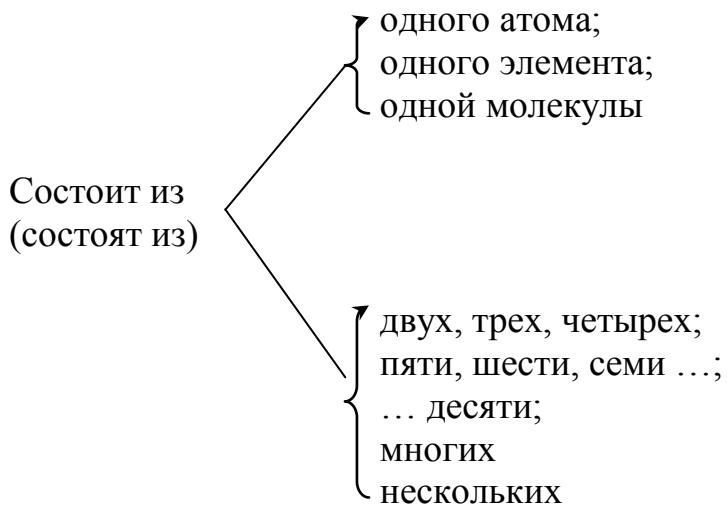 одного атома;
одного элемента;
одной молекулы
Состоит из
(состоят из)
двух, трех, четырех;
пяти, шести, семи …;
… десяти;
многих
нескольких